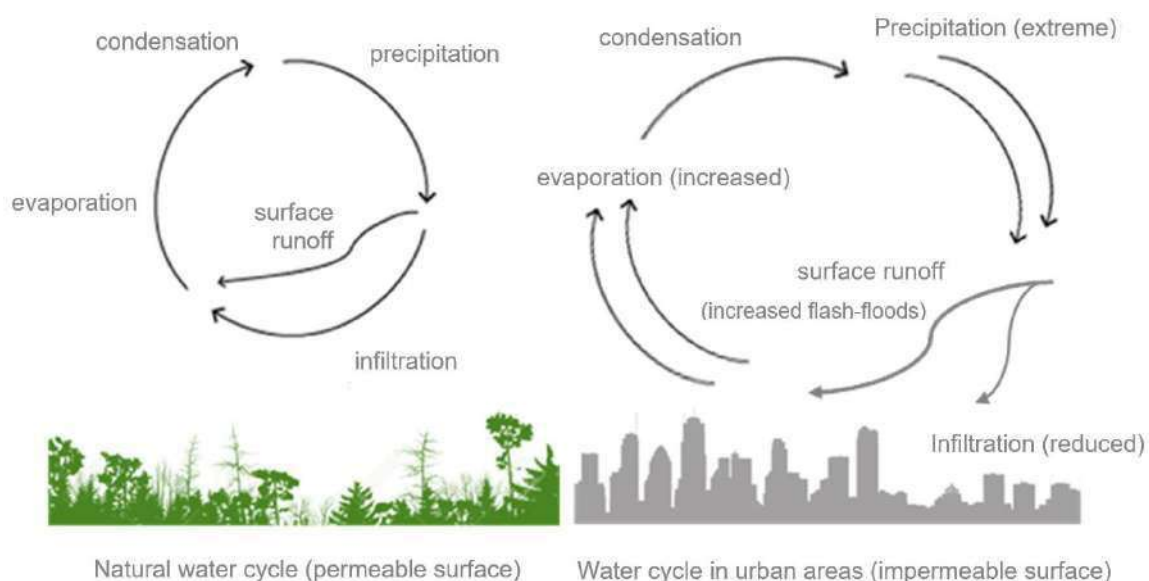 condensation
precipitation
evaporation
surface
runoff
infiltration
Natural water cycle (permeable surface)
condensation
Precipitation (extreme)
evaporation (increased)
surface runoff
(increased flash-floods)
Infiltration (reduced)
Water cycle in urban areas (impermeable surface)